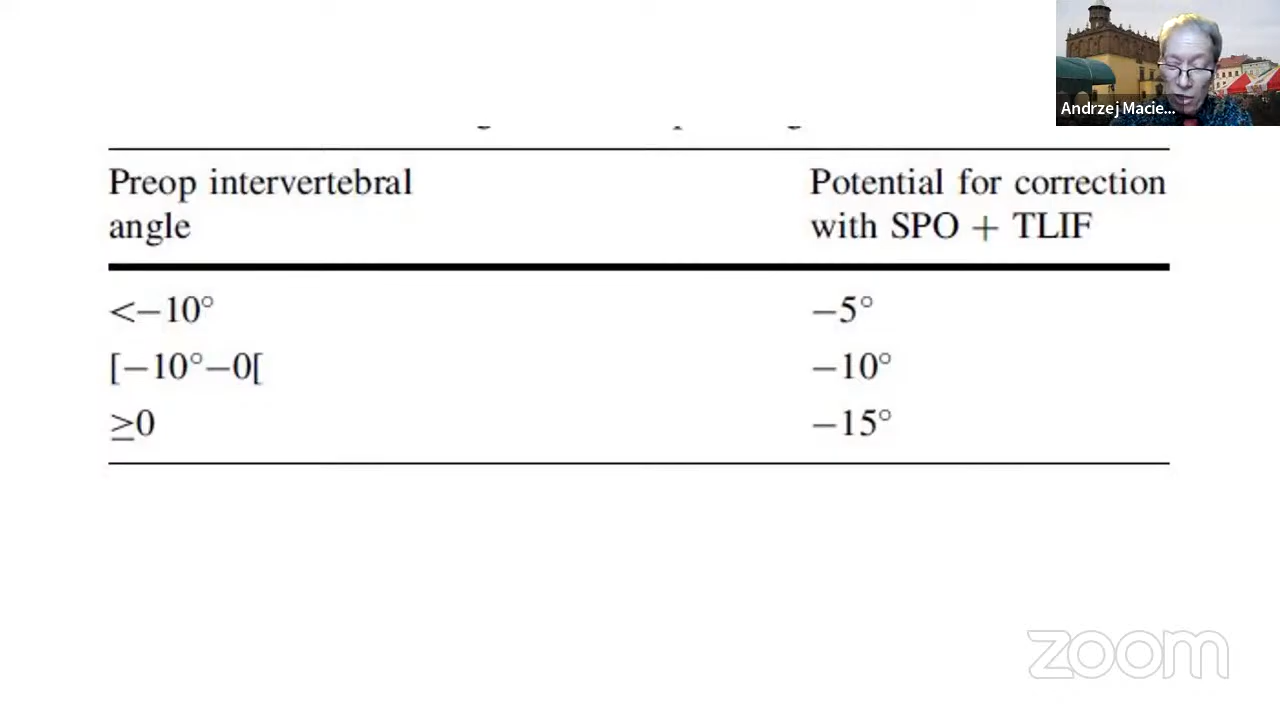 Andrzej Macie...
Preop intervertebral
angle
Potential for correction
with SPO + TLIF
<−10° −5°
[−10°−0[ −10°
≥0 −15°
zoom